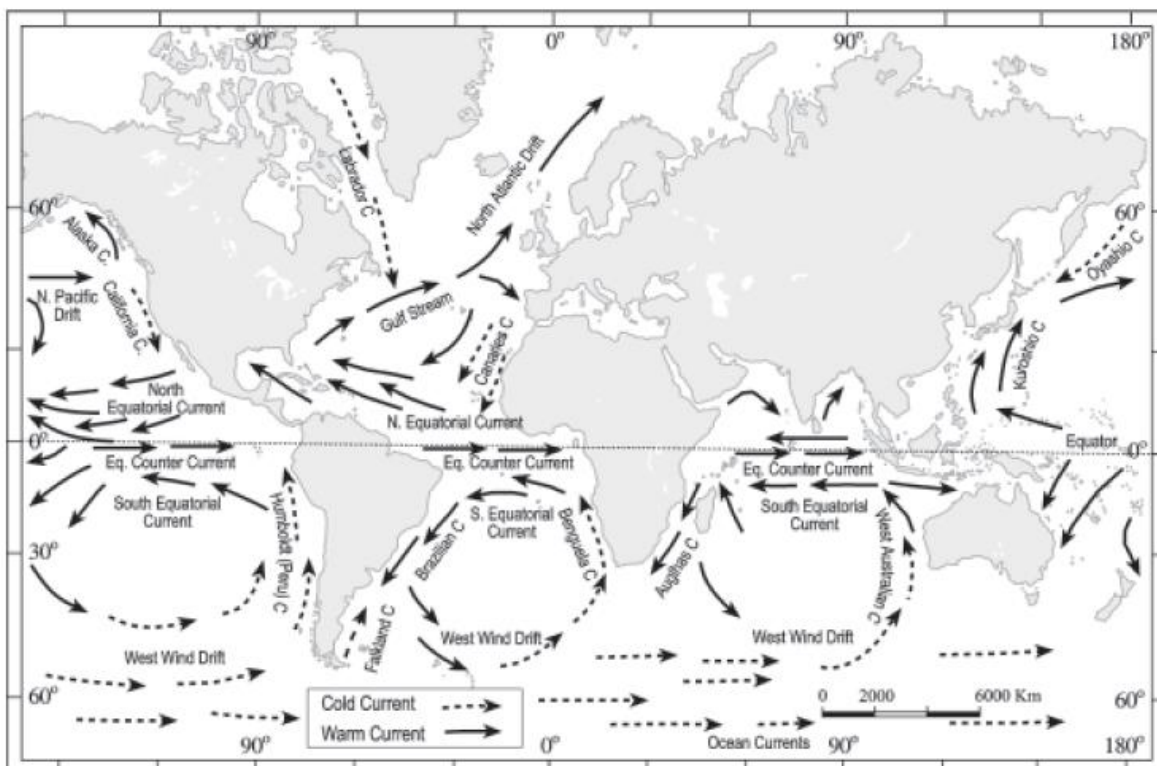 90°
0°
90°
180°
Labrador C
North Atlantic Drift
60°
60°
Alaska C.
Oyashio C
N. Pacific
Drift
California C.
Gulf Stream
Canaries C
Kuroshio C
North
Equatorial Current
N. Equatorial Current
0°
Equator
0°
Eq. Counter Current
Eq. Counter Current
Eq. Counter Current
South Equatorial
Current
Humboldt (Peru) C
S. Equatorial
Current
Benguela C
South Equatorial
Current
West Australian C
Brazilian C
Auglhas C
30°
30°
Falkland C
West Wind Drift
West Wind Drift
West Wind Drift
60°
60°
Cold Current
Warm Current
0 2000 6000 Km
Ocean Currents
90°
0°
90°
180°